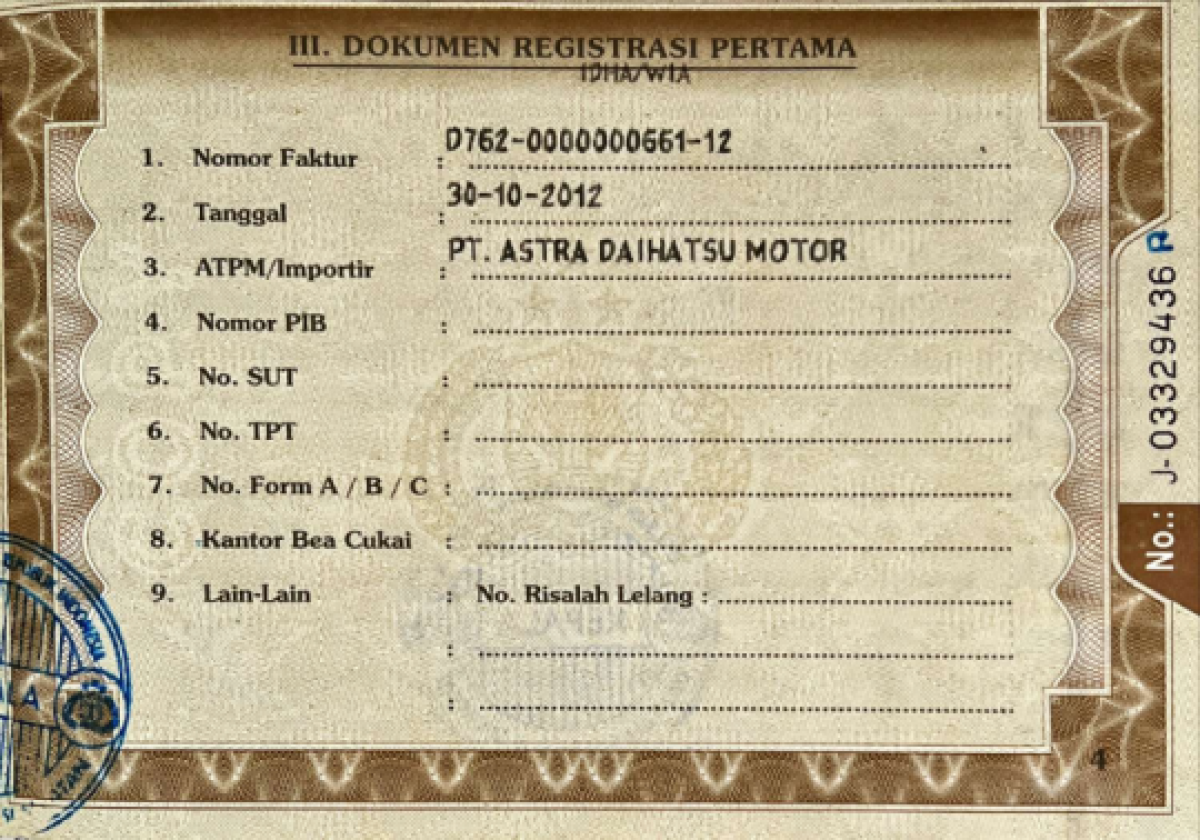 III. DOKUMEN REGISTRASI PERTAMA
IDHA/WIA
1. Nomor Faktur : D762-0000000661-12
2. Tanggal : 30-10-2012
3. ATPM/Importir : PT. ASTRA DAIHATSU MOTOR
4. Nomor PIB :
5. No. SUT :
6. No. TPT :
7. No. Form A / B / C :
8. Kantor Bea Cukai :
9. Lain-Lain : No. Risalah Lelang :
:
:
No.: J-03329436 R
INDONESIA
4